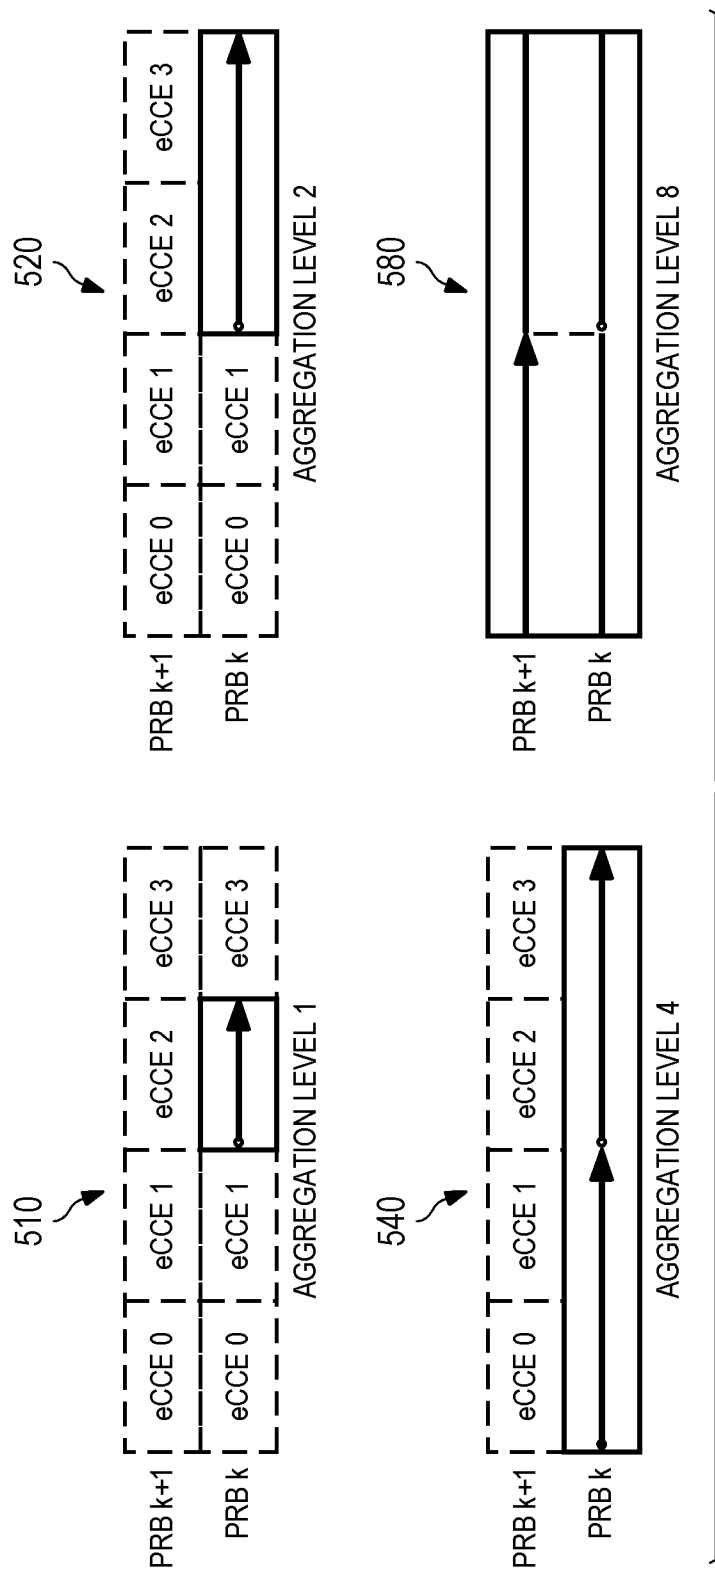 510
PRB k+1
eCCE 0 eCCE 1 eCCE 2 eCCE 3
PRB k
eCCE 0 eCCE 1 eCCE 3
AGGREGATION LEVEL 1
520
PRB k+1
eCCE 0 eCCE 1 eCCE 2 eCCE 3
PRB k
eCCE 0 eCCE 1
AGGREGATION LEVEL 2
540
PRB k+1
eCCE 0 eCCE 1 eCCE 2 eCCE 3
PRB k
AGGREGATION LEVEL 4
580
PRB k+1
PRB k
AGGREGATION LEVEL 8